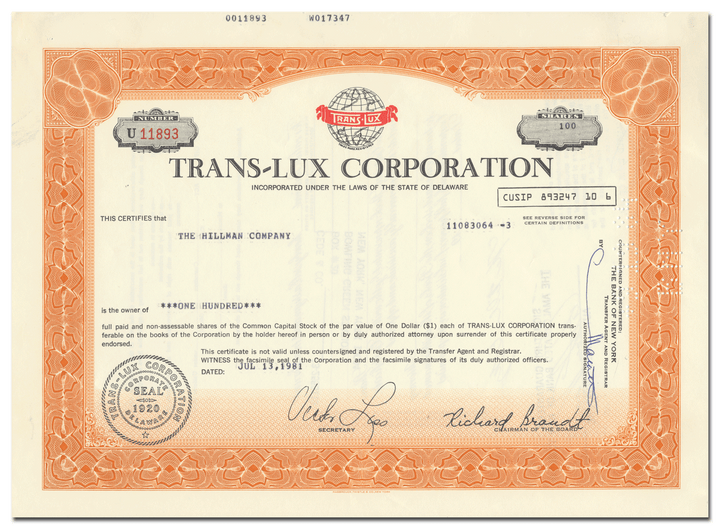 0011893 W017347
NUMBER
U 11893
TRANS-LUX
SHARES
100
TRANS-LUX CORPORATION
INCORPORATED UNDER THE LAWS OF THE STATE OF DELAWARE
CUSIP 893247 10 6
THIS CERTIFIES that
11083064 -3
SEE REVERSE SIDE FOR
CERTAIN DEFINITIONS
THE HILLMAN COMPANY
COUNTERSIGNED AND REGISTERED:
THE BANK OF NEW YORK
TRANSFER AGENT AND REGISTRAR
BY
AUTHORIZED SIGNATURE
is the owner of ***ONE HUNDRED***
full paid and non-assessable shares of the Common Capital Stock of the par value of One Dollar ($1) each of TRANS-LUX CORPORATION trans-
ferable on the books of the Corporation by the holder hereof in person or by duly authorized attorney upon surrender of this certificate properly
endorsed.
This certificate is not valid unless countersigned and registered by the Transfer Agent and Registrar.
WITNESS the facsimile seal of the Corporation and the facsimile signatures of its duly authorized officers.
DATED: JUL 13, 1981
TRANS-LUX CORPORATION
CORPORATE
SEAL
1920
DELAWARE
Richard Brandt
SECRETARY
CHAIRMAN OF THE BOARD